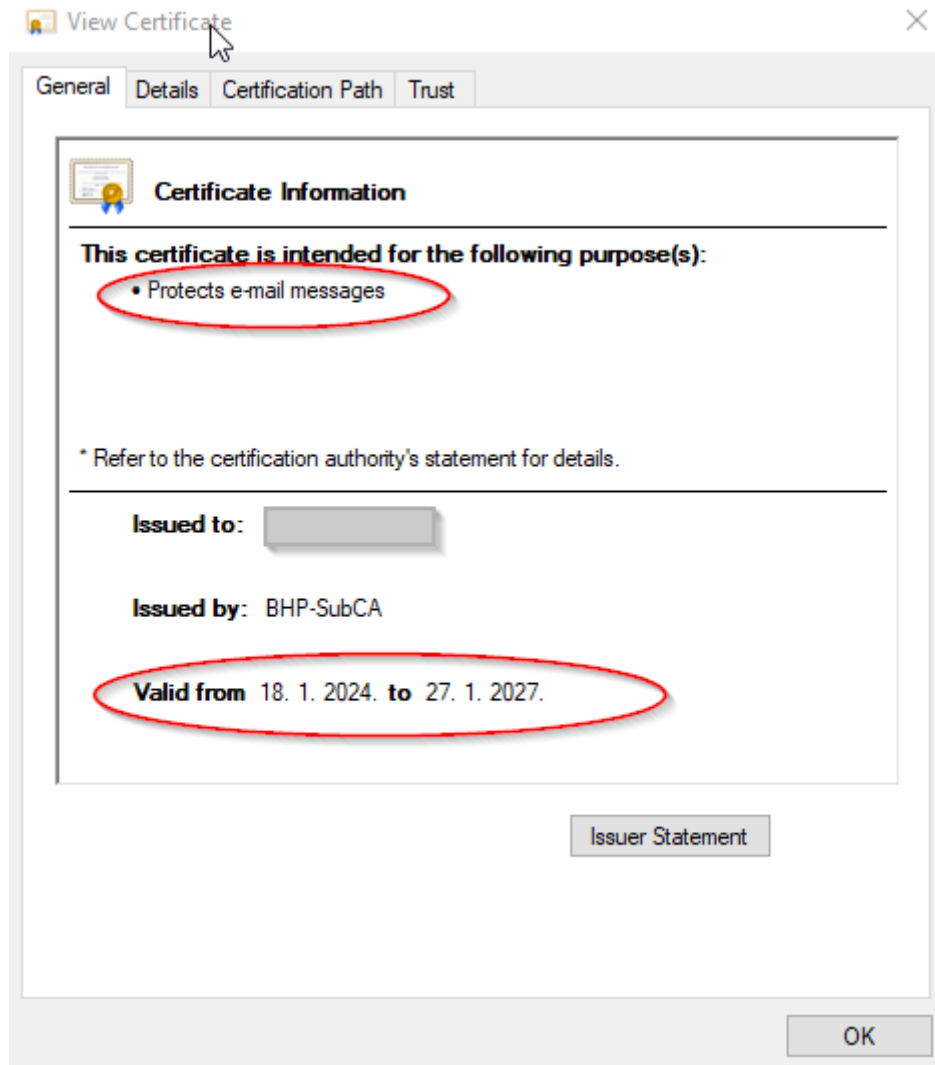 View Certificate
General Details Certification Path Trust
Certificate Information
This certificate is intended for the following purpose(s):
• Protects e-mail messages
* Refer to the certification authority's statement for details.
Issued to:
Issued by: BHP-SubCA
Valid from 18. 1. 2024. to 27. 1. 2027.
Issuer Statement
OK